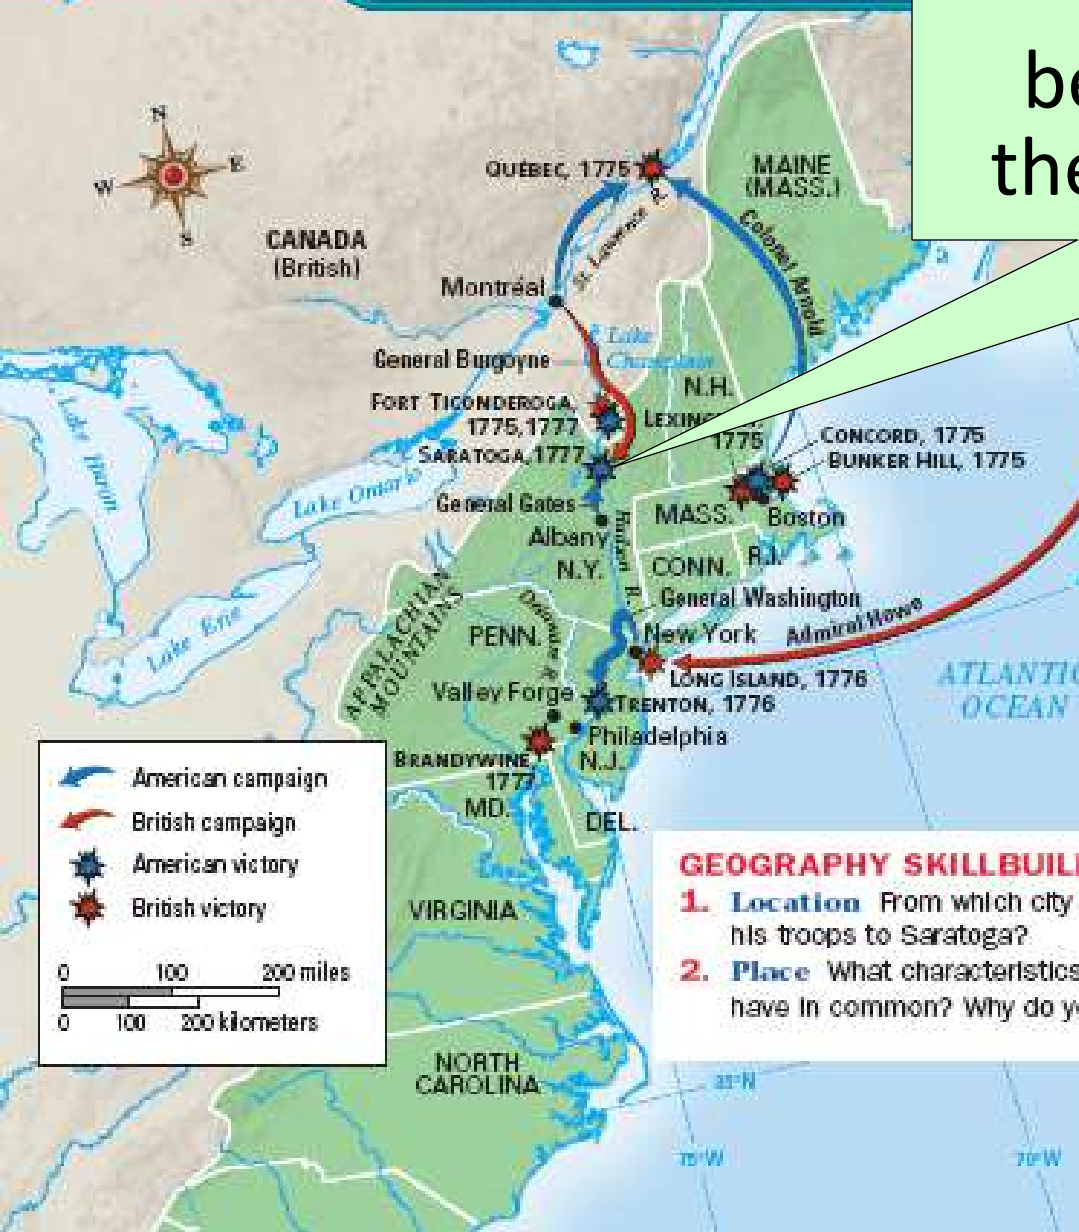 be
the
N
E
W
S
QUÉBEC, 1775
MAINE
(MASS.)
St. Lawrence R.
Colonel Arnold
CANADA
(British)
Montréal
Lake
Champlain
General Burgoyne
N.H.
FORT TICONDEROGA,
1775,1777
1775
SARATOGA, 1777
CONCORD, 1775
BUNKER HILL, 1775
Lake Huron
Lake Ontario
General Gates
MASS.
Boston
Albany
Hudson R.
N.Y.
CONN.
R.I.
General Washington
APPALACHIAN
MOUNTAINS
Delaware R.
Lake Erie
PENN.
New York
Admiral Howe
LONG ISLAND, 1776
ATLANTIC
OCEAN
Valley Forge
TRENTON, 1776
Philadelphia
BRANDYWINE,
1777
N.J.
MD.
DEL.
American campaign
British campaign
American victory
British victory
0 100 200 miles
0 100 200 kilometers
VIRGINIA
GEOGRAPHY SKILLBUIL
1. Location From which city
his troops to Saratoga?
2. Place What characteristics
have in common? Why do yo
NORTH
CAROLINA
35°N
75°W
70°W